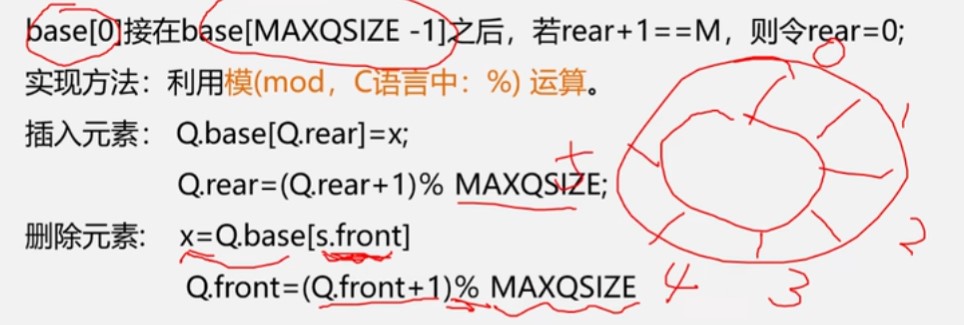 base[0]接在base[MAXQSIZE -1]之后，若rear+1==M，则令rear=0;
实现方法：利用模(mod，C语言中：%) 运算。
插入元素： Q.base[Q.rear]=x;
Q.rear=(Q.rear+1)% MAXQSIZE;
删除元素: x=Q.base[s.front]
Q.front=(Q.front+1)% MAXQSIZE
0
1
2
3
4
5